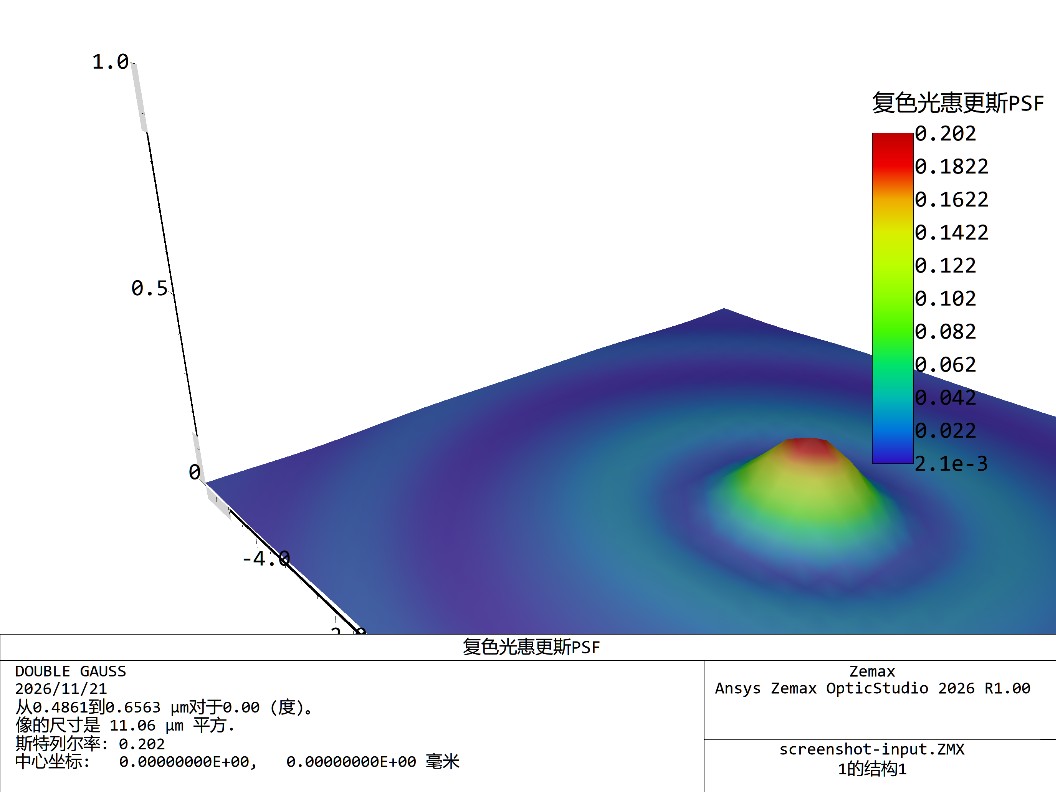 1.0
0.5
0
-4.0
复色光惠更斯PSF
0.202
0.1822
0.1622
0.1422
0.122
0.102
0.082
0.062
0.042
0.022
2.1e-3
复色光惠更斯PSF
DOUBLE GAUSS
2026/11/21
从0.4861到0.6563 µm对于0.00 (度)。
像的尺寸是 11.06 µm 平方.
斯特列尔率: 0.202
中心坐标: 0.00000000E+00, 0.00000000E+00 毫米
Zemax
Ansys Zemax OpticStudio 2026 R1.00
screenshot-input.ZMX
1的结构1